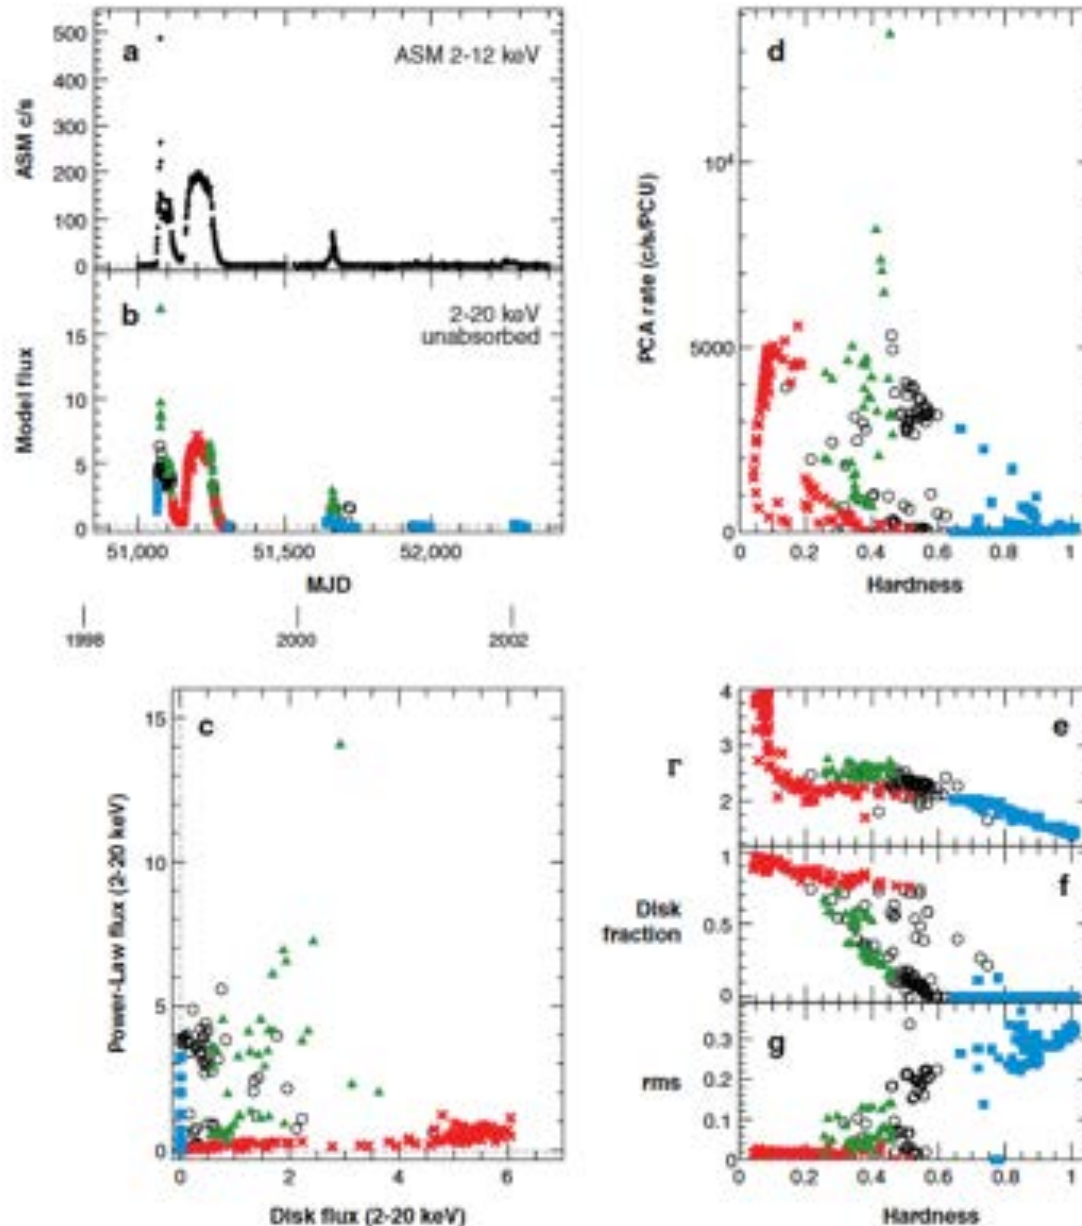 a
ASM 2-12 keV
ASM c/s
500
400
300
200
100
0
b
2-20 keV
unabsorbed
Model flux
15
10
5
0
51,000
51,500
52,000
MJD
1998
2000
2002
d
PCA rate (c/s/PCU)
10⁴
5000
0
0
0.2
0.4
0.6
0.8
1
Hardness
c
Power-Law flux (2-20 keV)
15
10
5
0
0
2
4
6
Disk flux (2-20 keV)
e
Γ
4
3
2
f
Disk
fraction
1
0.5
0
g
rms
0.3
0.2
0.1
0
0
0.2
0.4
0.6
0.8
1
Hardness